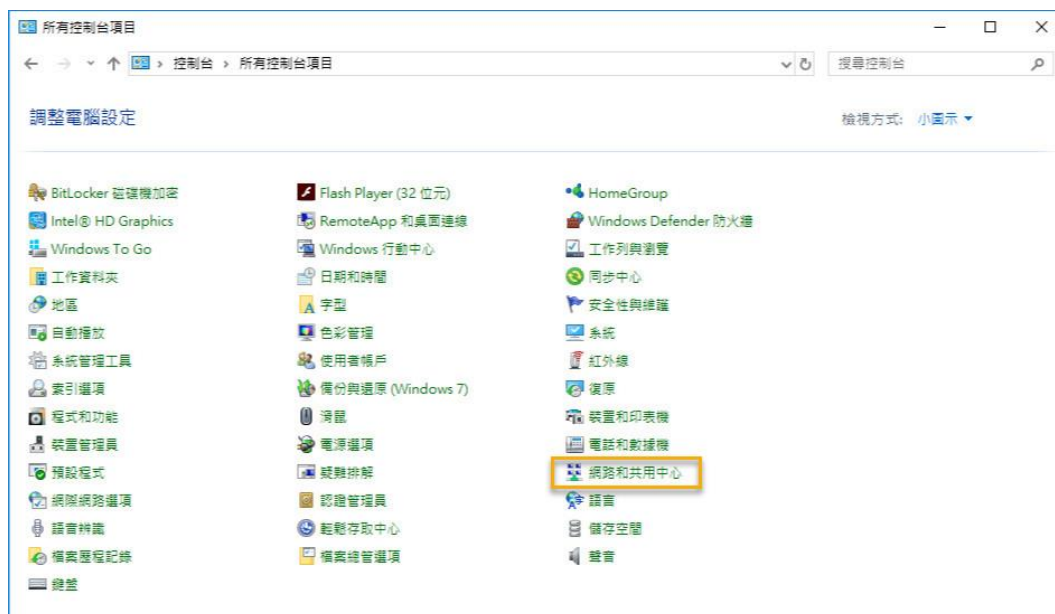 所有控制台項目
控制台 › 所有控制台項目
搜尋控制台
調整電腦設定
檢視方式: 小圖示
BitLocker 磁碟機加密 Flash Player (32 位元) HomeGroup
Intel® HD Graphics RemoteApp 和桌面連線 Windows Defender 防火牆
Windows To Go Windows 行動中心 工作列與瀏覽
工作資料夾 日期和時間 同步中心
地區 字型 安全性與維護
自動播放 色彩管理 系統
系統管理工具 使用者帳戶 紅外線
索引選項 備份與還原 (Windows 7) 復原
程式和功能 滑鼠 裝置和印表機
裝置管理員 電源選項 電話和數據機
預設程式 疑難排解 網路和共用中心
網際網路選項 認證管理員 語言
語音辨識 輕鬆存取中心 儲存空間
檔案歷程記錄 檔案總管選項 聲音
鍵盤